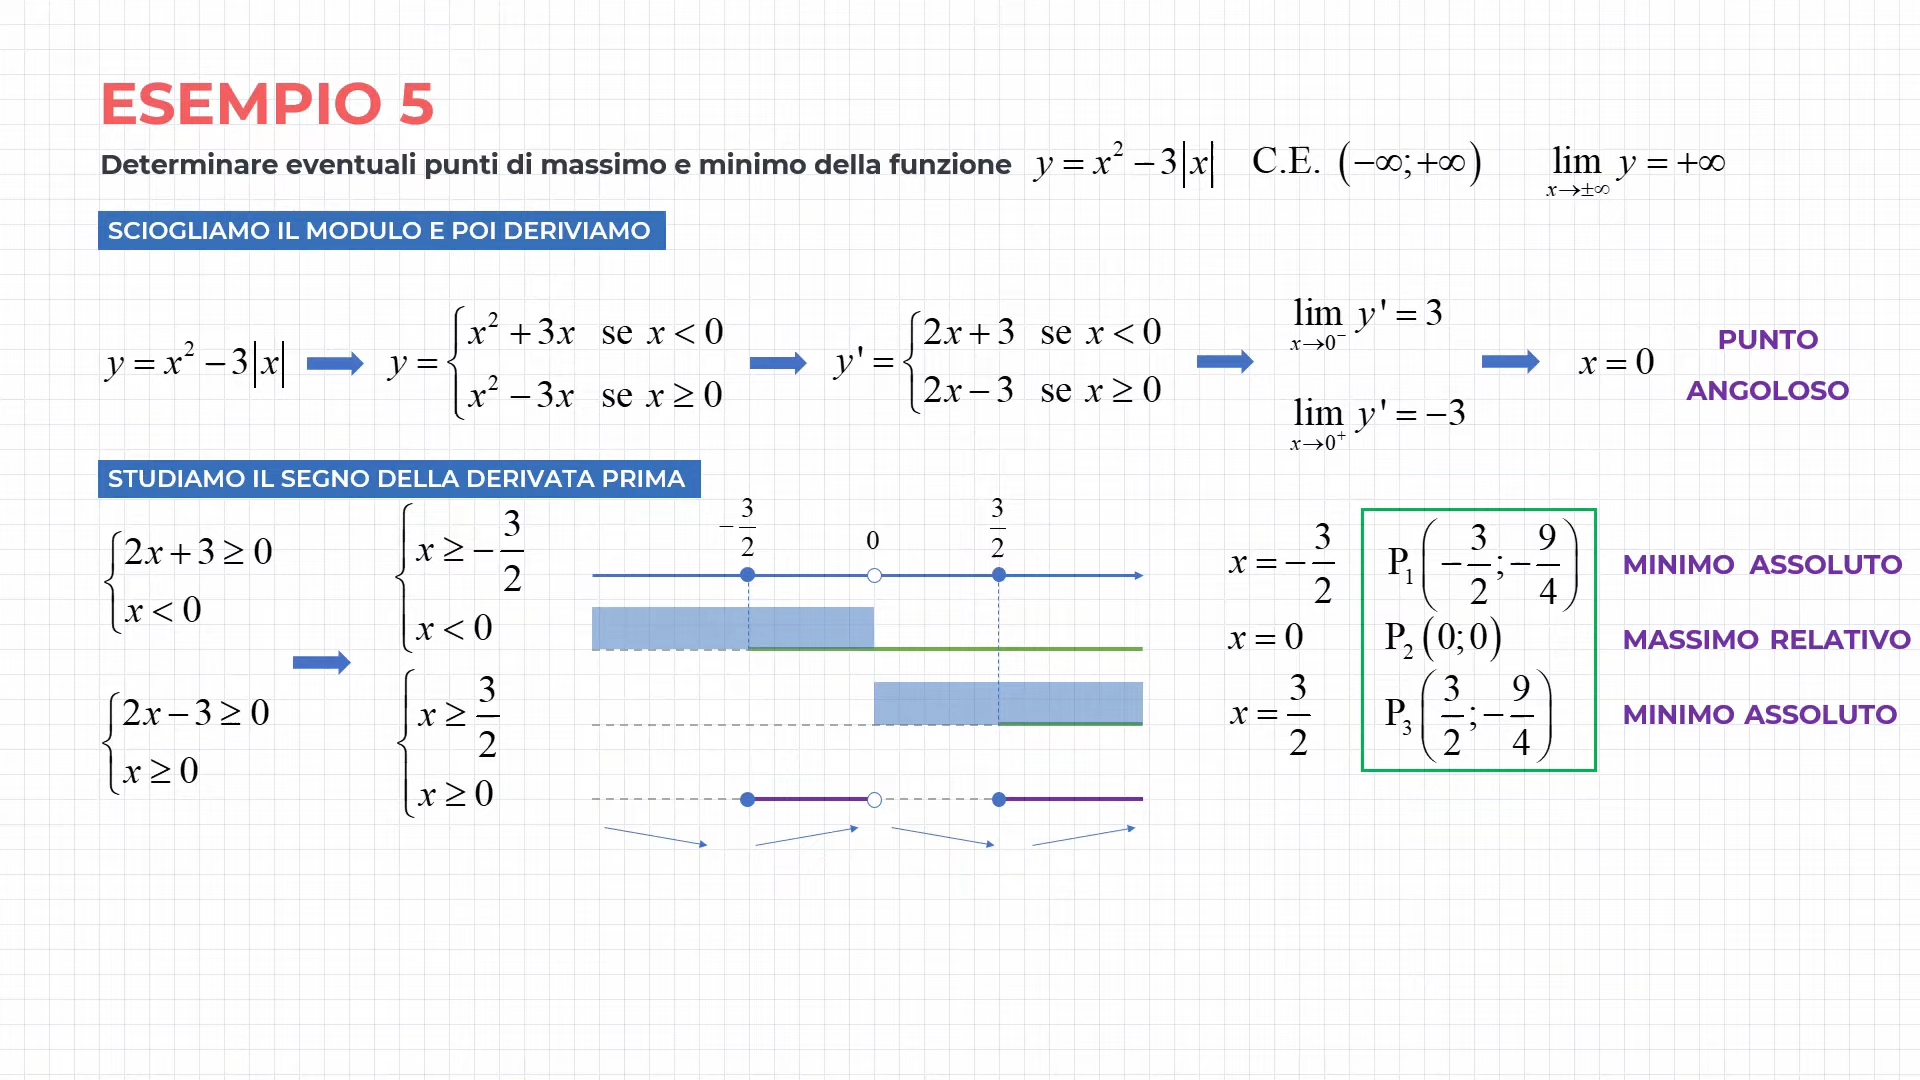 ESEMPIO 5
Determinare eventuali punti di massimo e minimo della funzione y = x² − 3|x| C.E. (−∞;+∞) lim x→±∞ y = +∞
SCIOGLIAMO IL MODULO E POI DERIVIAMO
y = x² − 3|x|
y = { x² + 3x se x < 0
x² − 3x se x ≥ 0
y' = { 2x + 3 se x < 0
2x − 3 se x ≥ 0
lim x→0⁻ y' = 3
lim x→0⁺ y' = −3
x = 0
PUNTO
ANGOLOSO
STUDIAMO IL SEGNO DELLA DERIVATA PRIMA
{ 2x + 3 ≥ 0
x < 0
{ 2x − 3 ≥ 0
x ≥ 0
{ x ≥ −3/2
x < 0
{ x ≥ 3/2
x ≥ 0
−3/2 0 3/2
x = −3/2 P₁(−3/2;−9/4) MINIMO ASSOLUTO
x = 0 P₂(0;0) MASSIMO RELATIVO
x = 3/2 P₃(3/2;−9/4) MINIMO ASSOLUTO